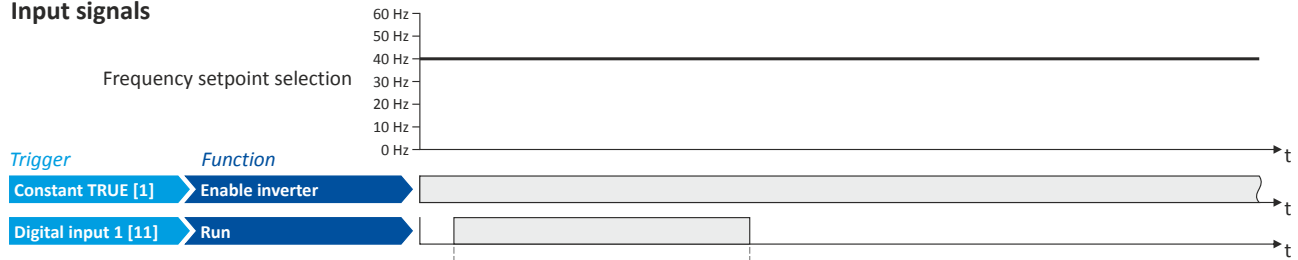 Input signals
60 Hz
50 Hz
40 Hz
Frequency setpoint selection
30 Hz
20 Hz
10 Hz
0 Hz
t
Trigger Function
Constant TRUE [1] Enable inverter
t
Digital input 1 [11] Run
t